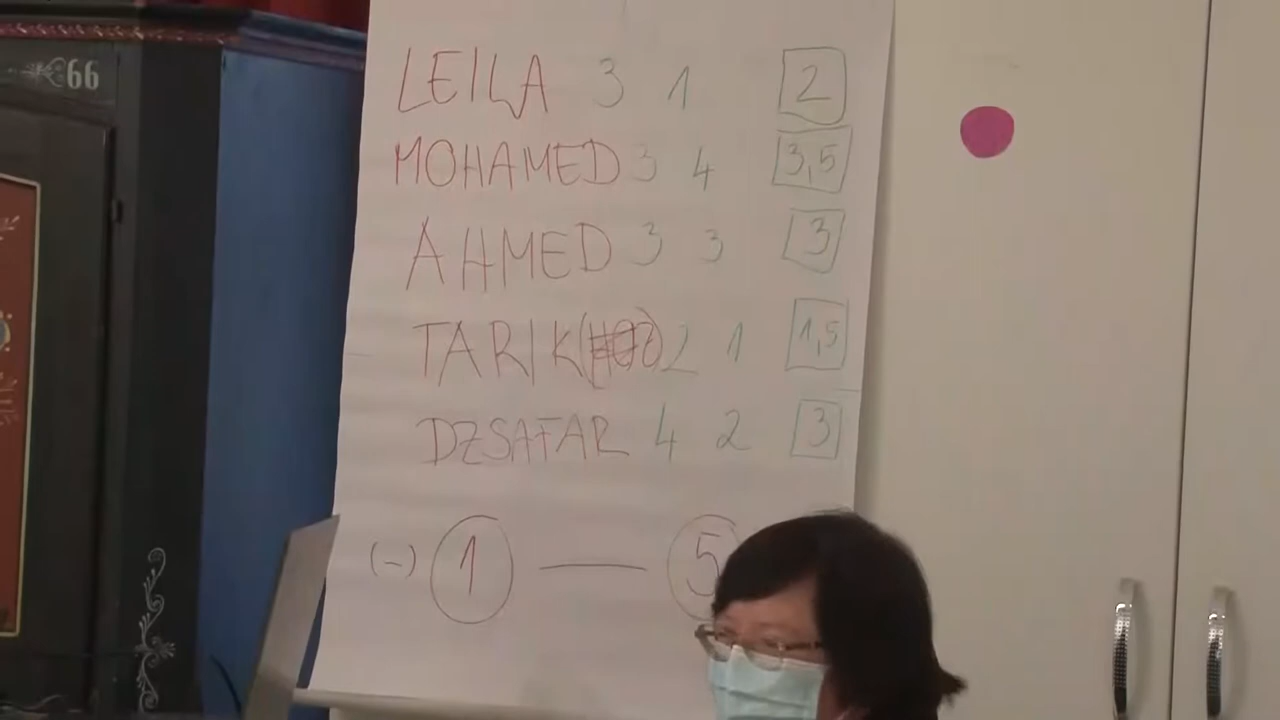 66
LEILA 3 1 2
MOHAMED 3 4 3,5
AHMED 3 3 3
TARIK 2 1 1,5
DZSAFAR 4 2 3
(-) 1 — 5